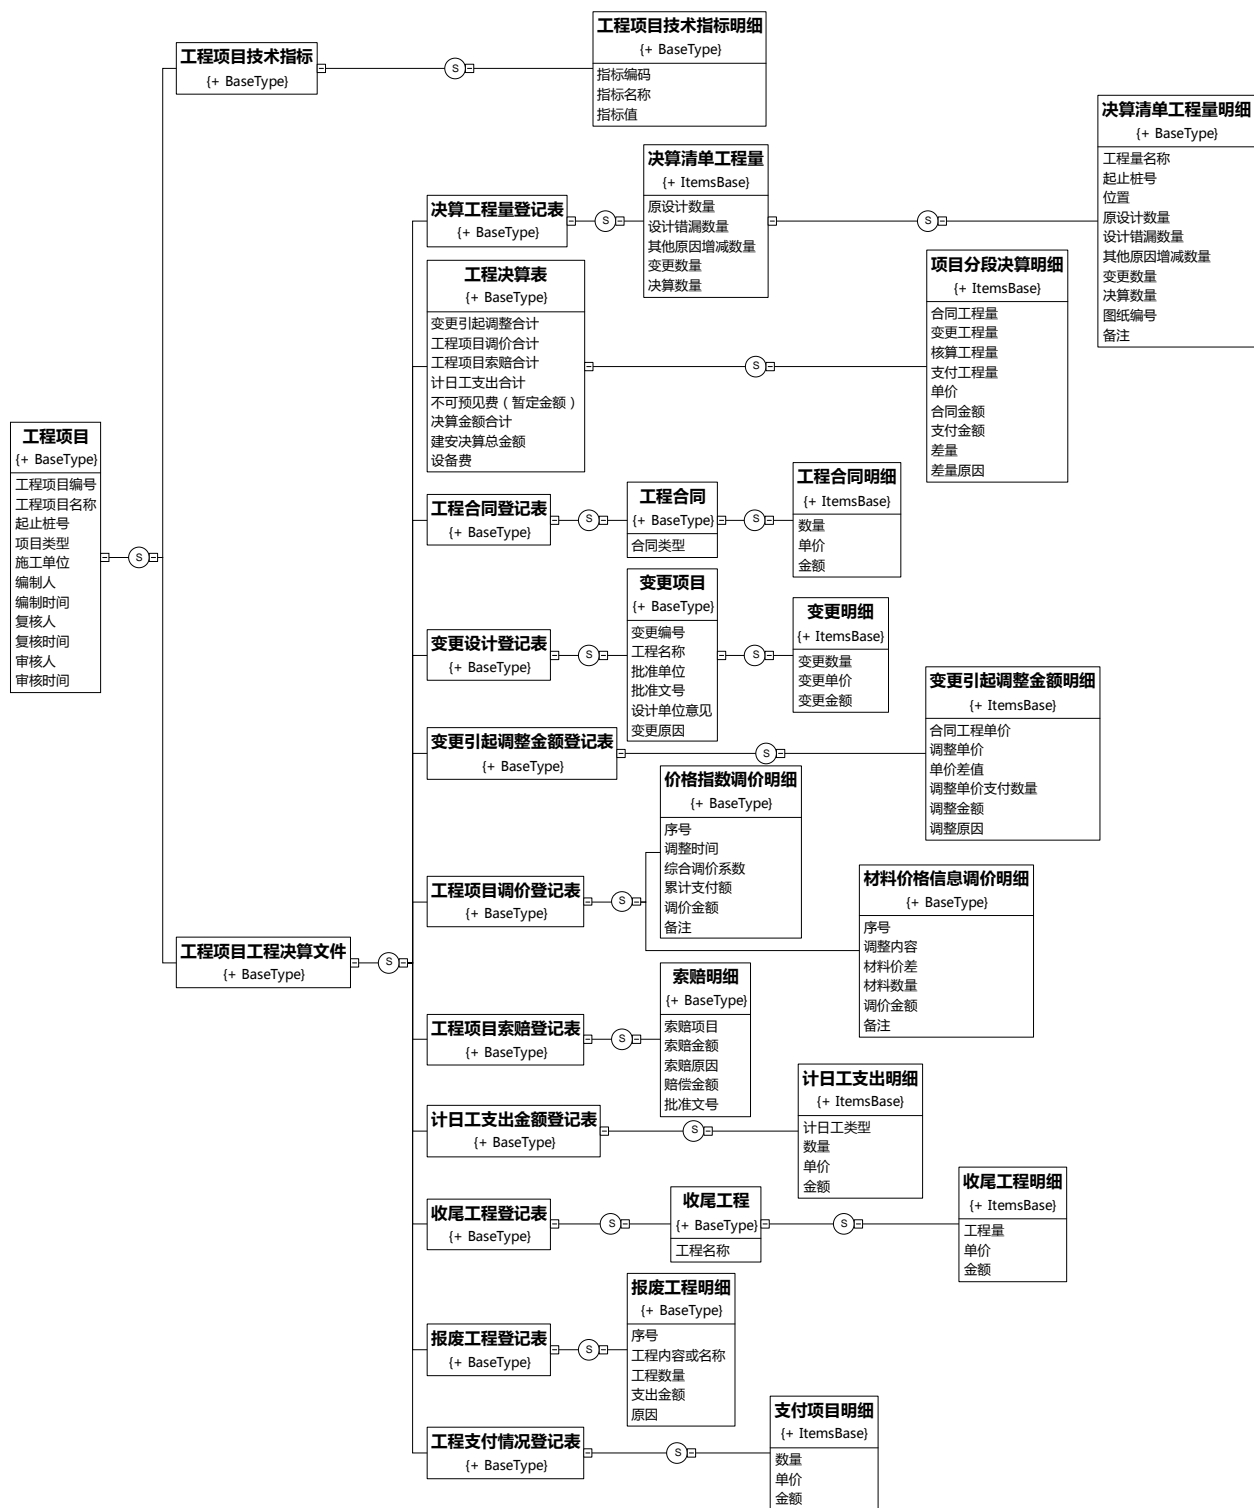 工程项目
{+ BaseType}
工程项目编号
工程项目名称
起止桩号
项目类型
施工单位
编制人
编制时间
复核人
复核时间
审核人
审核时间
S
工程项目技术指标
{+ BaseType}
S
工程项目技术指标明细
{+ BaseType}
指标编码
指标名称
指标值
工程项目工程决算文件
{+ BaseType}
S
决算工程量登记表
{+ BaseType}
S
决算清单工程量
{+ ItemsBase}
原设计数量
设计错漏数量
其他原因增减数量
变更数量
决算数量
S
决算清单工程量明细
{+ BaseType}
工程量名称
起止桩号
位置
原设计数量
设计错漏数量
其他原因增减数量
变更数量
决算数量
图纸编号
备注
工程决算表
{+ BaseType}
变更引起调整合计
工程项目调价合计
工程项目索赔合计
计日工支出合计
不可预见费（暂定金额）
决算金额合计
建安决算总金额
设备费
S
项目分段决算明细
{+ ItemsBase}
合同工程量
变更工程量
核算工程量
支付工程量
单价
合同金额
支付金额
差量
差量原因
工程合同登记表
{+ BaseType}
S
工程合同
{+ BaseType}
合同类型
S
工程合同明细
{+ ItemsBase}
数量
单价
金额
变更设计登记表
{+ BaseType}
S
变更项目
{+ BaseType}
变更编号
工程名称
批准单位
批准文号
设计单位意见
变更原因
S
变更明细
{+ ItemsBase}
变更数量
变更单价
变更金额
变更引起调整金额登记表
{+ BaseType}
S
变更引起调整金额明细
{+ ItemsBase}
合同工程单价
调整单价
单价差值
调整单价支付数量
调整金额
调整原因
工程项目调价登记表
{+ BaseType}
S
价格指数调价明细
{+ BaseType}
序号
调整时间
综合调价系数
累计支付额
调价金额
备注
材料价格信息调价明细
{+ BaseType}
序号
调整内容
材料价差
材料数量
调价金额
备注
工程项目索赔登记表
{+ BaseType}
S
索赔明细
{+ BaseType}
索赔项目
索赔金额
索赔原因
赔偿金额
批准文号
计日工支出金额登记表
{+ BaseType}
S
计日工支出明细
{+ ItemsBase}
计日工类型
数量
单价
金额
收尾工程登记表
{+ BaseType}
S
收尾工程
{+ BaseType}
工程名称
S
收尾工程明细
{+ ItemsBase}
工程量
单价
金额
报废工程登记表
{+ BaseType}
S
报废工程明细
{+ BaseType}
序号
工程内容或名称
工程数量
支出金额
原因
工程支付情况登记表
{+ BaseType}
S
支付项目明细
{+ ItemsBase}
数量
单价
金额